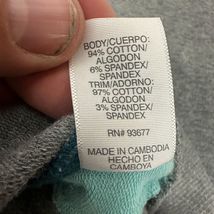 BODY/CUERPO:
94% COTTON/
ALGODON
6% SPANDEX/
SPANDEX
TRIM/ADORNO:
97% COTTON/
ALGODON
3% SPANDEX/
SPANDEX
RN# 93677
MADE IN CAMBODIA
HECHO EN
CAMBOYA